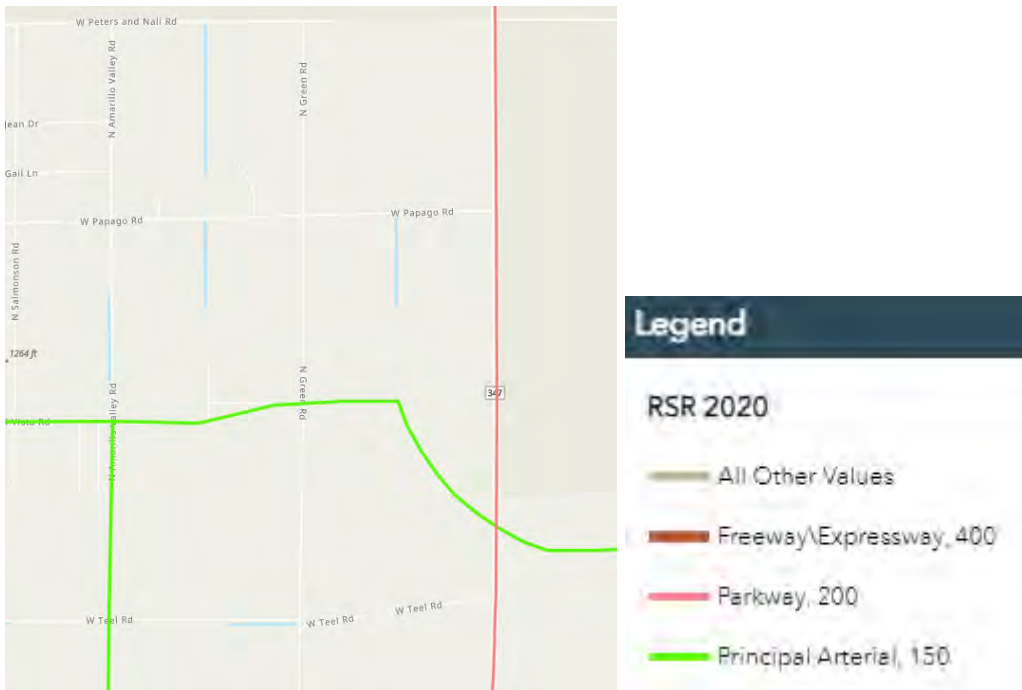 W Peters and Nall Rd
N Amarillo Valley Rd
N Green Rd
Jean Dr
Gail Ln
W Papago Rd
W Papago Rd
N Salmonson Rd
1264 ft
347
N Green Rd
N Amarillo Valley Rd
Vista Rd
W Teel Rd
W Teel Rd
W Teel Rd
Legend
RSR 2020
All Other Values
Freeway\Expressway, 400
Parkway, 200
Principal Arterial, 150